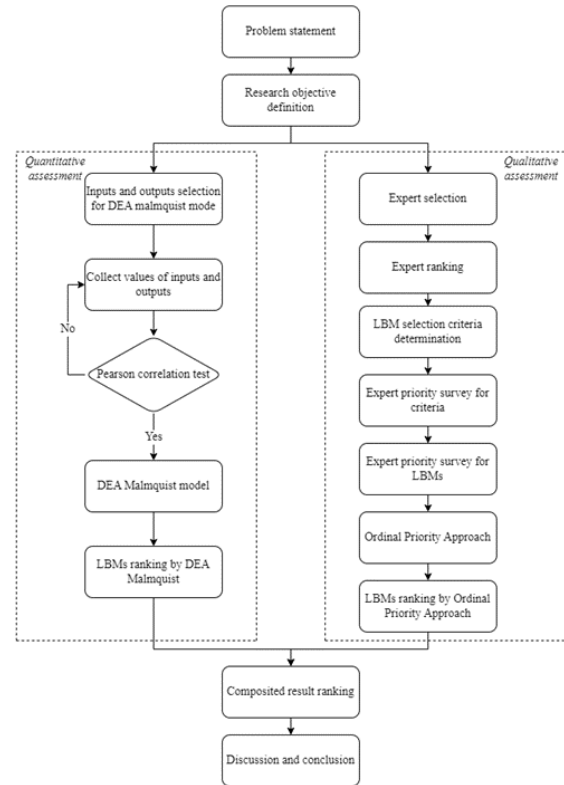 Problem statement
Research objective
definition
Quantitative
assessment
Inputs and outputs selection
for DEA malmquist mode
Collect values of inputs and
outputs
No
Pearson correlation test
Yes
DEA Malmquist model
LBMs ranking by DEA
Malmquist
Qualitative
assessment
Expert selection
Expert ranking
LBM selection criteria
determination
Expert priority survey for
criteria
Expert priority survey for
LBMs
Ordinal Priority Approach
LBMs ranking by Ordinal
Priority Approach
Composited result ranking
Discussion and conclusion